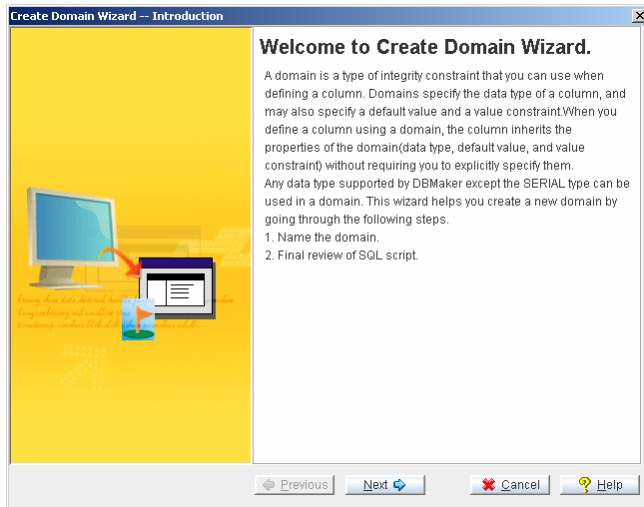 Create Domain Wizard -- Introduction
Welcome to Create Domain Wizard.
A domain is a type of integrity constraint that you can use when
defining a column. Domains specify the data type of a column, and
may also specify a default value and a value constraint.When you
define a column using a domain, the column inherits the
properties of the domain(data type, default value, and value
constraint) without requiring you to explicitly specify them.
Any data type supported by DBMaker except the SERIAL type can be
used in a domain. This wizard helps you create a new domain by
going through the following steps.
1. Name the domain.
2. Final review of SQL script.
binary char data decimal double
Previous
Next
Cancel
Help